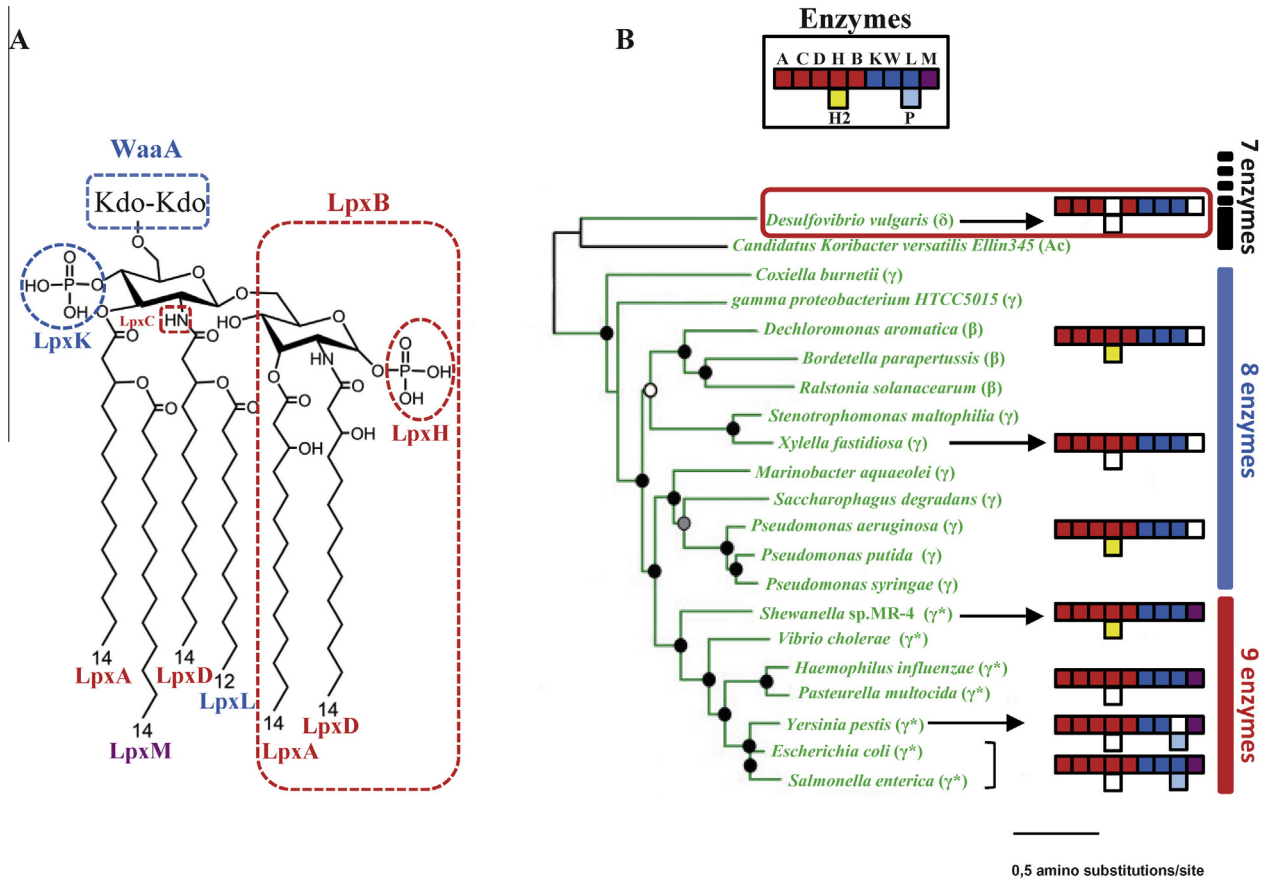 A
WaaA
Kdo-Kdo
LpxB
O
O
HO
P
O
O
OH
OH
LpxK
LpxC
HN
O
HO
O
O
HN
O
P
OH
OH
LpxH
O
O
O
O
O
O
O
O
O
O
O
O
OH
OH
14
LpxA
14
LpxD
12
LpxL
14
LpxM
14
LpxA
14
LpxD
B
Enzymes
A C D H B K W L M
H2 P
7 enzymes
Desulfovibrio vulgaris (δ)
Candidatus Koribacter versatilis Ellin345 (Ac)
8 enzymes
Coxiella burnetii (γ)
gamma proteobacterium HTCC5015 (γ)
Dechloromonas aromatica (β)
Bordetella parapertussis (β)
Ralstonia solanacearum (β)
Stenotrophomonas maltophilia (γ)
Xylella fastidiosa (γ)
Marinobacter aquaeolei (γ)
Saccharophagus degradans (γ)
Pseudomonas aeruginosa (γ)
Pseudomonas putida (γ)
Pseudomonas syringae (γ)
9 enzymes
Shewanella sp.MR-4 (γ*)
Vibrio cholerae (γ*)
Haemophilus influenzae (γ*)
Pasteurella multocida (γ*)
Yersinia pestis (γ*)
Escherichia coli (γ*)
Salmonella enterica (γ*)
0,5 amino substitutions/site